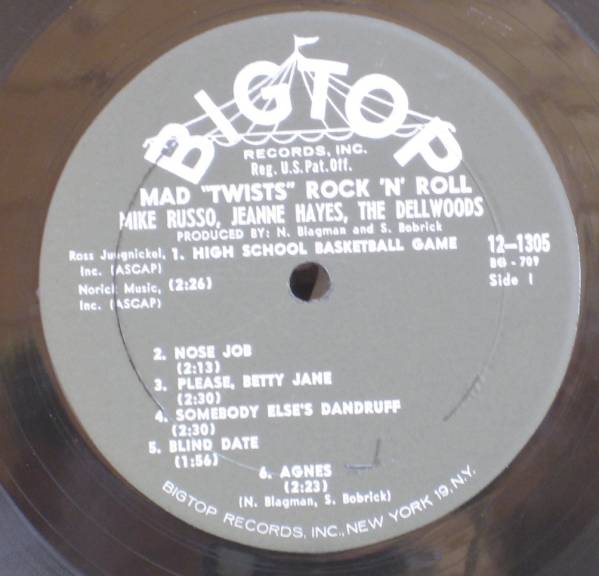 BIGTOP
RECORDS, INC.
Reg. U.S. Pat. Off.
MAD "TWISTS" ROCK 'N' ROLL
MIKE RUSSO, JEANNE HAYES, THE DELLWOODS
PRODUCED BY: N. Blagman and S. Bobrick
Ross Jungnickel, Inc. (ASCAP)
Norick Music, Inc. (ASCAP)
1. HIGH SCHOOL BASKETBALL GAME
(2:26)
12-1305
BG - 709
Side 1
2. NOSE JOB
(2:13)
3. PLEASE, BETTY JANE
(2:30)
4. SOMEBODY ELSE'S DANDRUFF
(2:30)
5. BLIND DATE
(1:56)
6. AGNES
(2:23)
(N. Blagman, S. Bobrick)
BIGTOP RECORDS, INC., NEW YORK 19, N.Y.